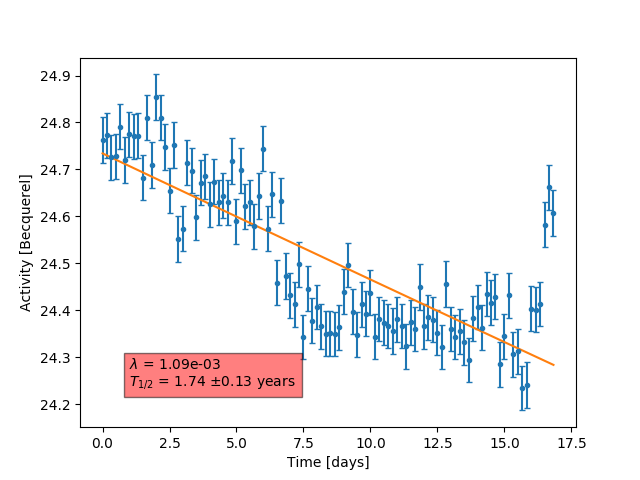 24.9
24.8
24.7
24.6
24.5
24.4
24.3
24.2
Activity [Becquerel]
λ = 1.09e-03
T1/2 = 1.74 ±0.13 years
0.0 2.5 5.0 7.5 10.0 12.5 15.0 17.5
Time [days]